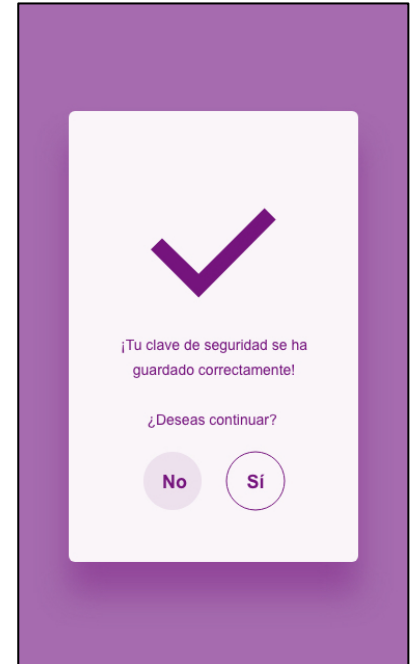 ¡Tu clave de seguridad se ha
guardado correctamente!
¿Deseas continuar?
No Sí